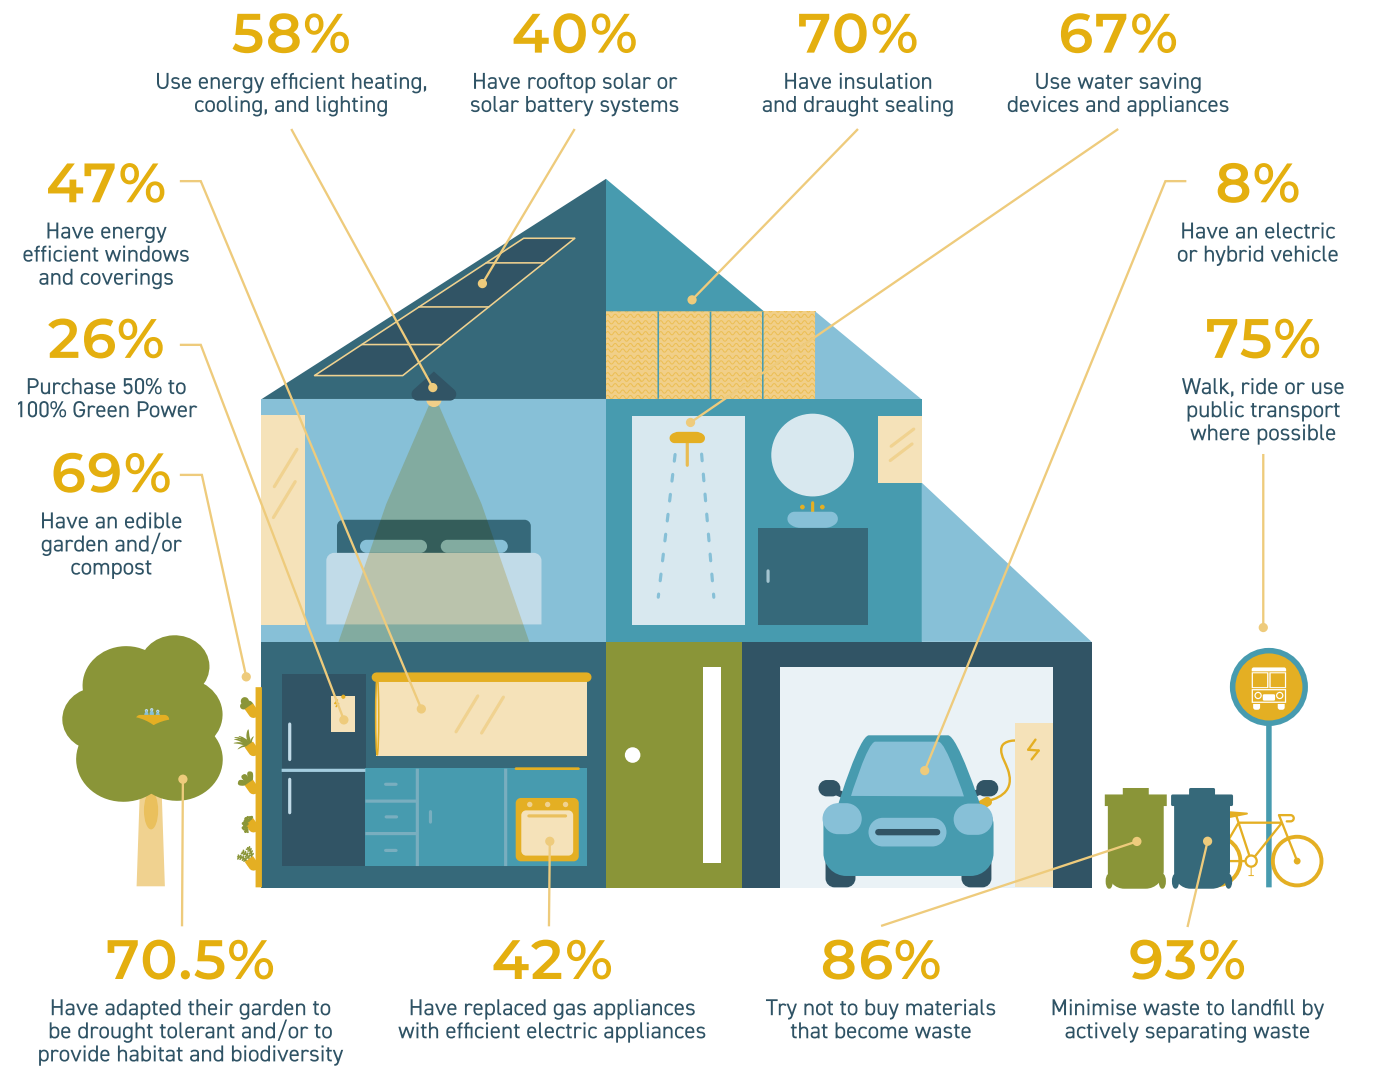 58%
Use energy efficient heating,
cooling, and lighting
40%
Have rooftop solar or
solar battery systems
70%
Have insulation
and draught sealing
67%
Use water saving
devices and appliances
47%
Have energy
efficient windows
and coverings
8%
Have an electric
or hybrid vehicle
26%
Purchase 50% to
100% Green Power
75%
Walk, ride or use
public transport
where possible
69%
Have an edible
garden and/or
compost
70.5%
Have adapted their garden to
be drought tolerant and/or to
provide habitat and biodiversity
42%
Have replaced gas appliances
with efficient electric appliances
86%
Try not to buy materials
that become waste
93%
Minimise waste to landfill by
actively separating waste